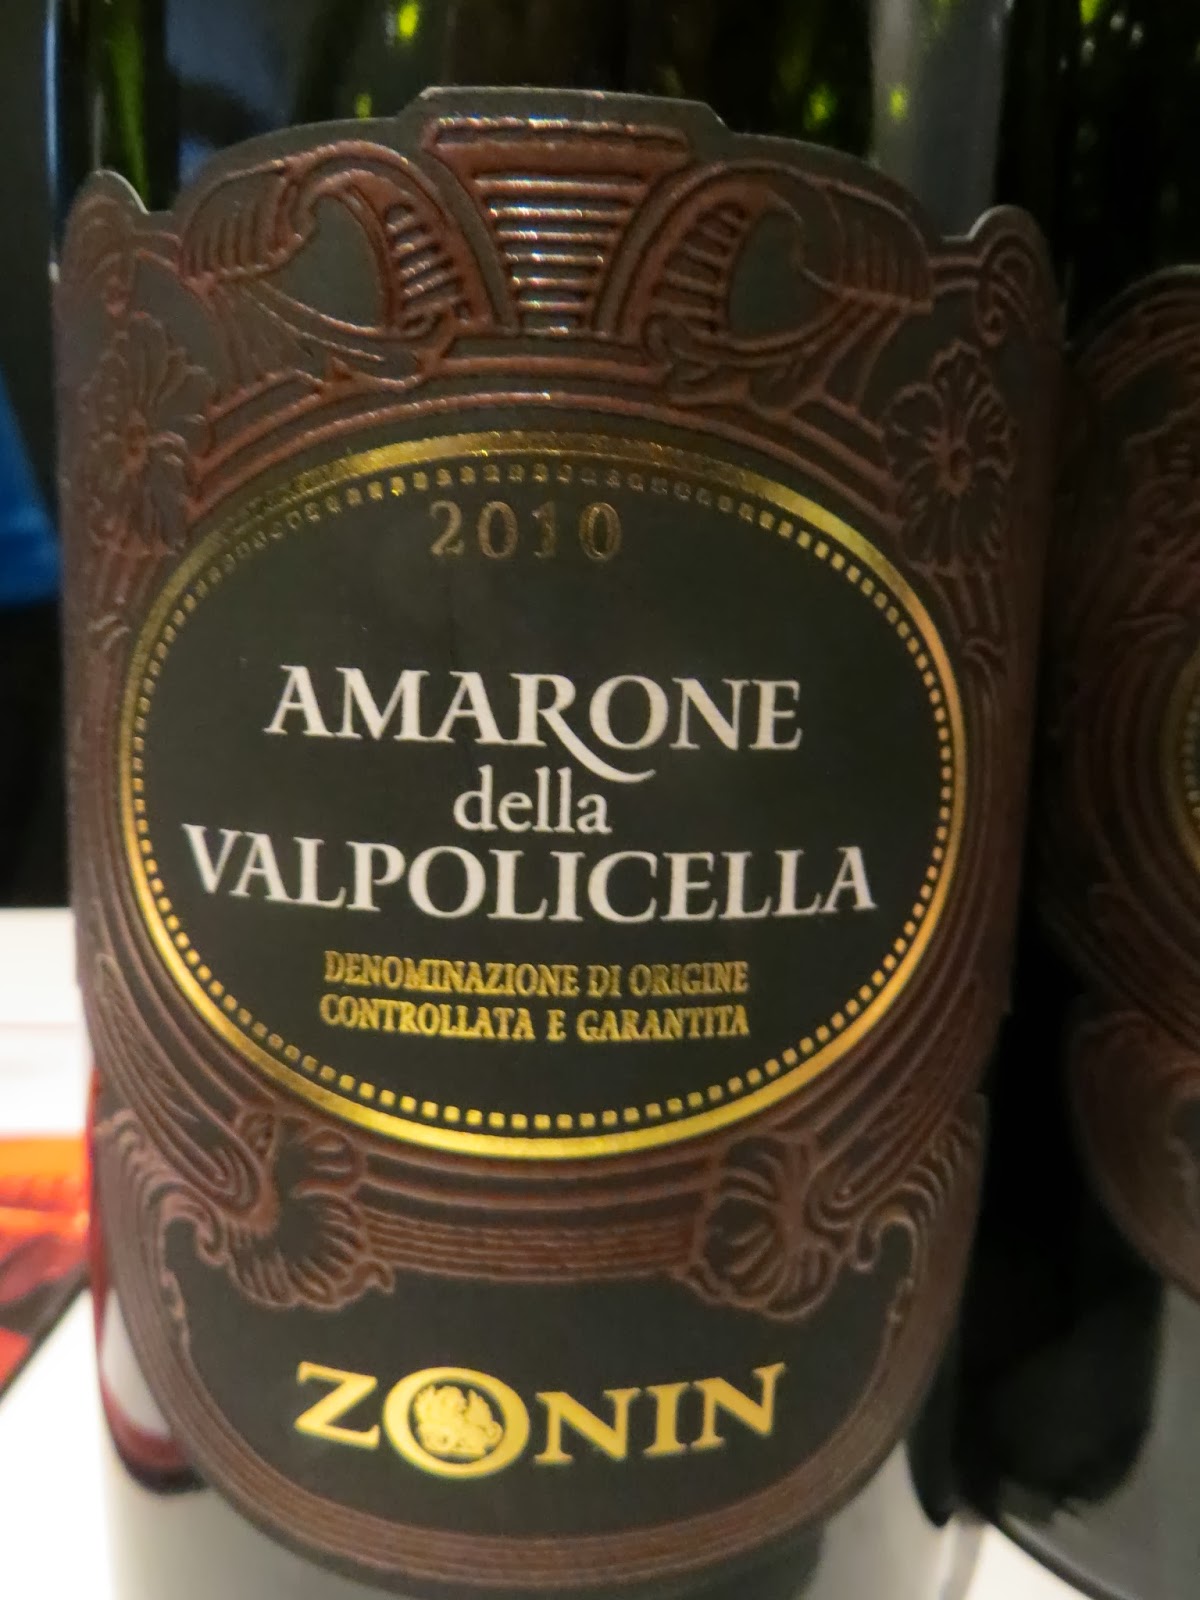 2010
AMARONE
della
VALPOLICELLA
DENOMINAZIONE DI ORIGINE
CONTROLLATA E GARANTITA
ZONIN